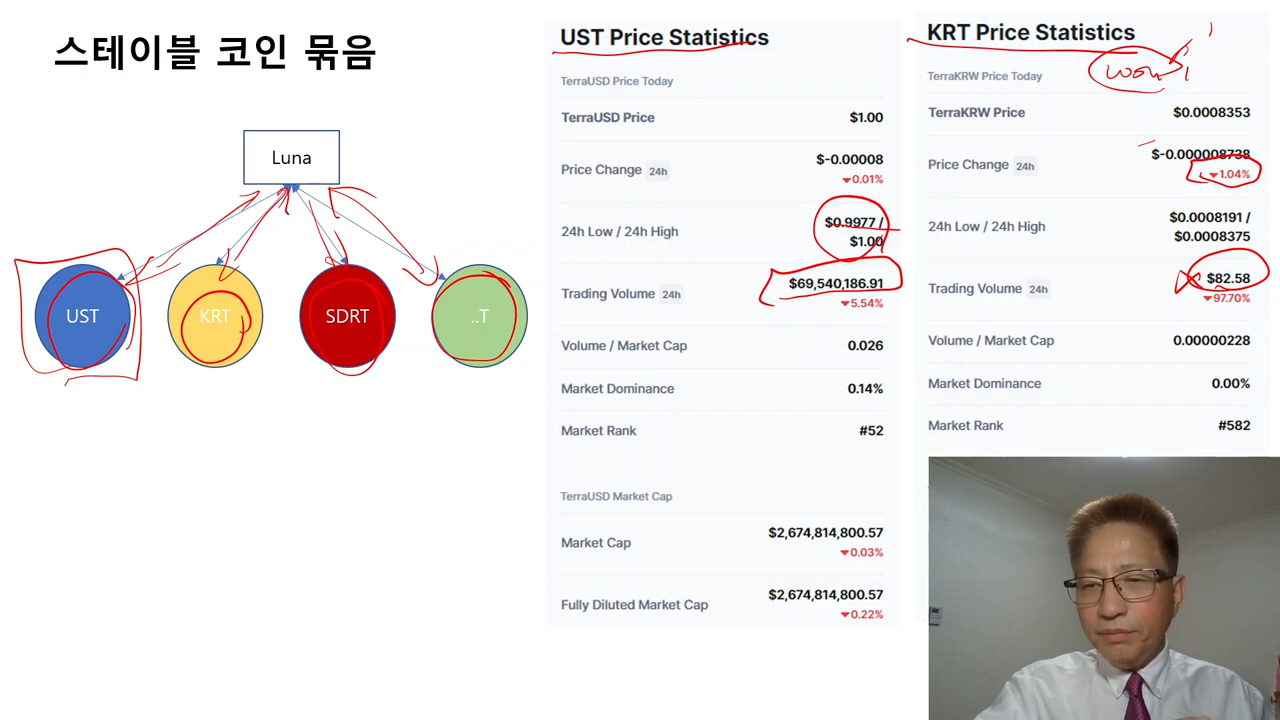 스테이블 코인 묶음
Luna
UST
KRT
SDRT
..T
UST Price Statistics
TerraUSD Price Today
TerraUSD Price $1.00
Price Change 24h $-0.00008
0.01%
24h Low / 24h High $0.9977 /
$1.00
Trading Volume 24h $69,540,186.91
5.54%
Volume / Market Cap 0.026
Market Dominance 0.14%
Market Rank #52
TerraUSD Market Cap
Market Cap $2,674,814,800.57
0.03%
Fully Diluted Market Cap $2,674,814,800.57
0.22%
KRT Price Statistics
won
TerraKRW Price Today
TerraKRW Price $0.0008353
Price Change 24h $-0.000008738
1.04%
24h Low / 24h High $0.0008191 /
$0.0008375
Trading Volume 24h $82.58
97.70%
Volume / Market Cap 0.00000228
Market Dominance 0.00%
Market Rank #582